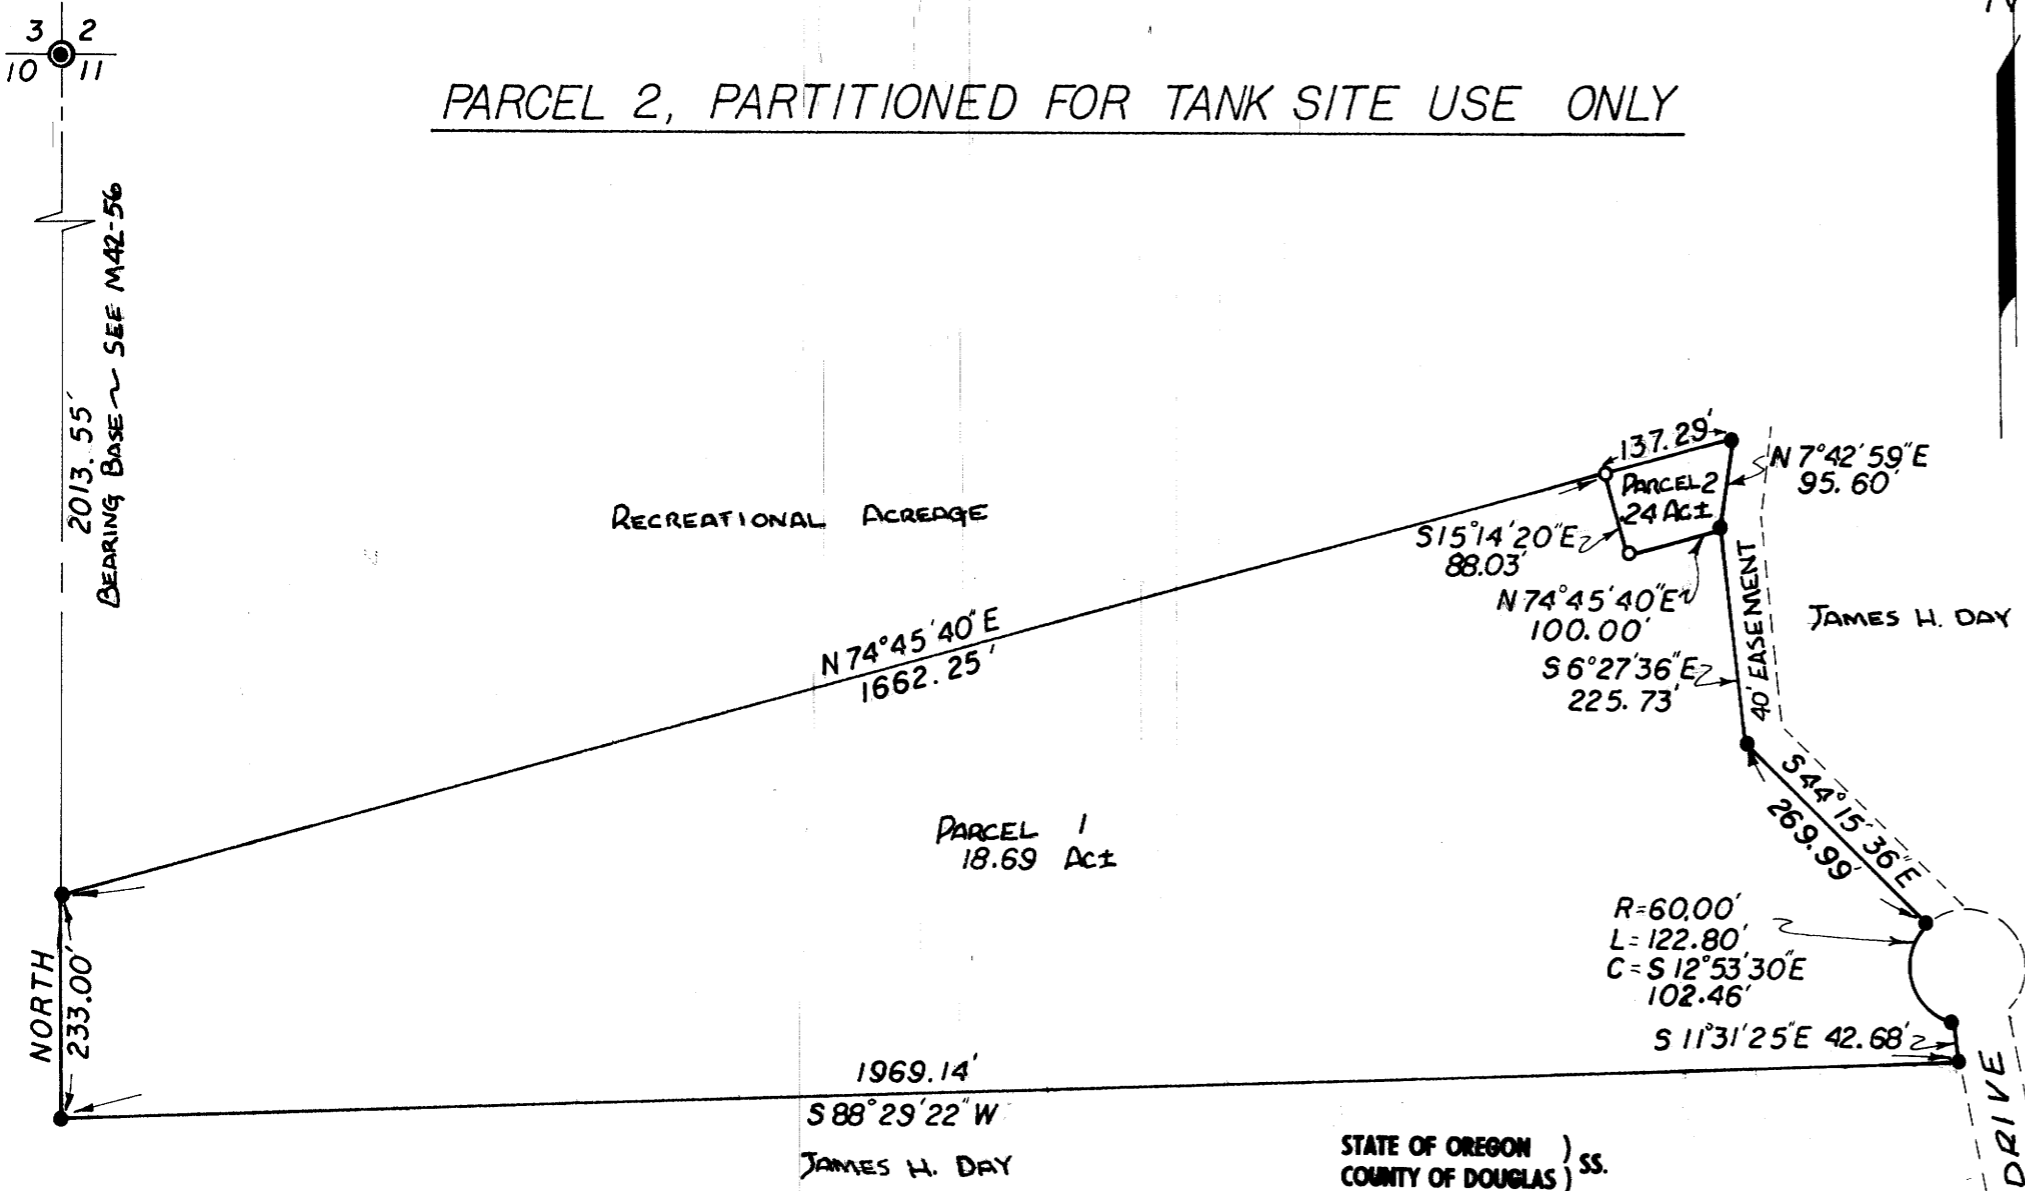 3 2
10 11
N
PARCEL 2, PARTITIONED FOR TANK SITE USE ONLY
2013.55'
BEARING BASE ~ SEE M42-56
RECREATIONAL ACREAGE
137.29'
PARCEL 2
.24 AC±
N 7°42'59"E
95.60'
S15°14'20"E
88.03'
N 74°45'40"E
100.00'
S 6°27'36"E
225.73'
40' EASEMENT
JAMES H. DAY
N 74°45'40"E
1662.25'
S44°15'36"E
269.99'
PARCEL 1
18.69 AC±
R=60.00'
L=122.80'
C=S 12°53'30"E
102.46'
S 11°31'25"E 42.68'
NORTH
233.00'
1969.14'
S 88°29'22"W
JAMES H. DAY
DRIVE
STATE OF OREGON ) SS.
COUNTY OF DOUGLAS )